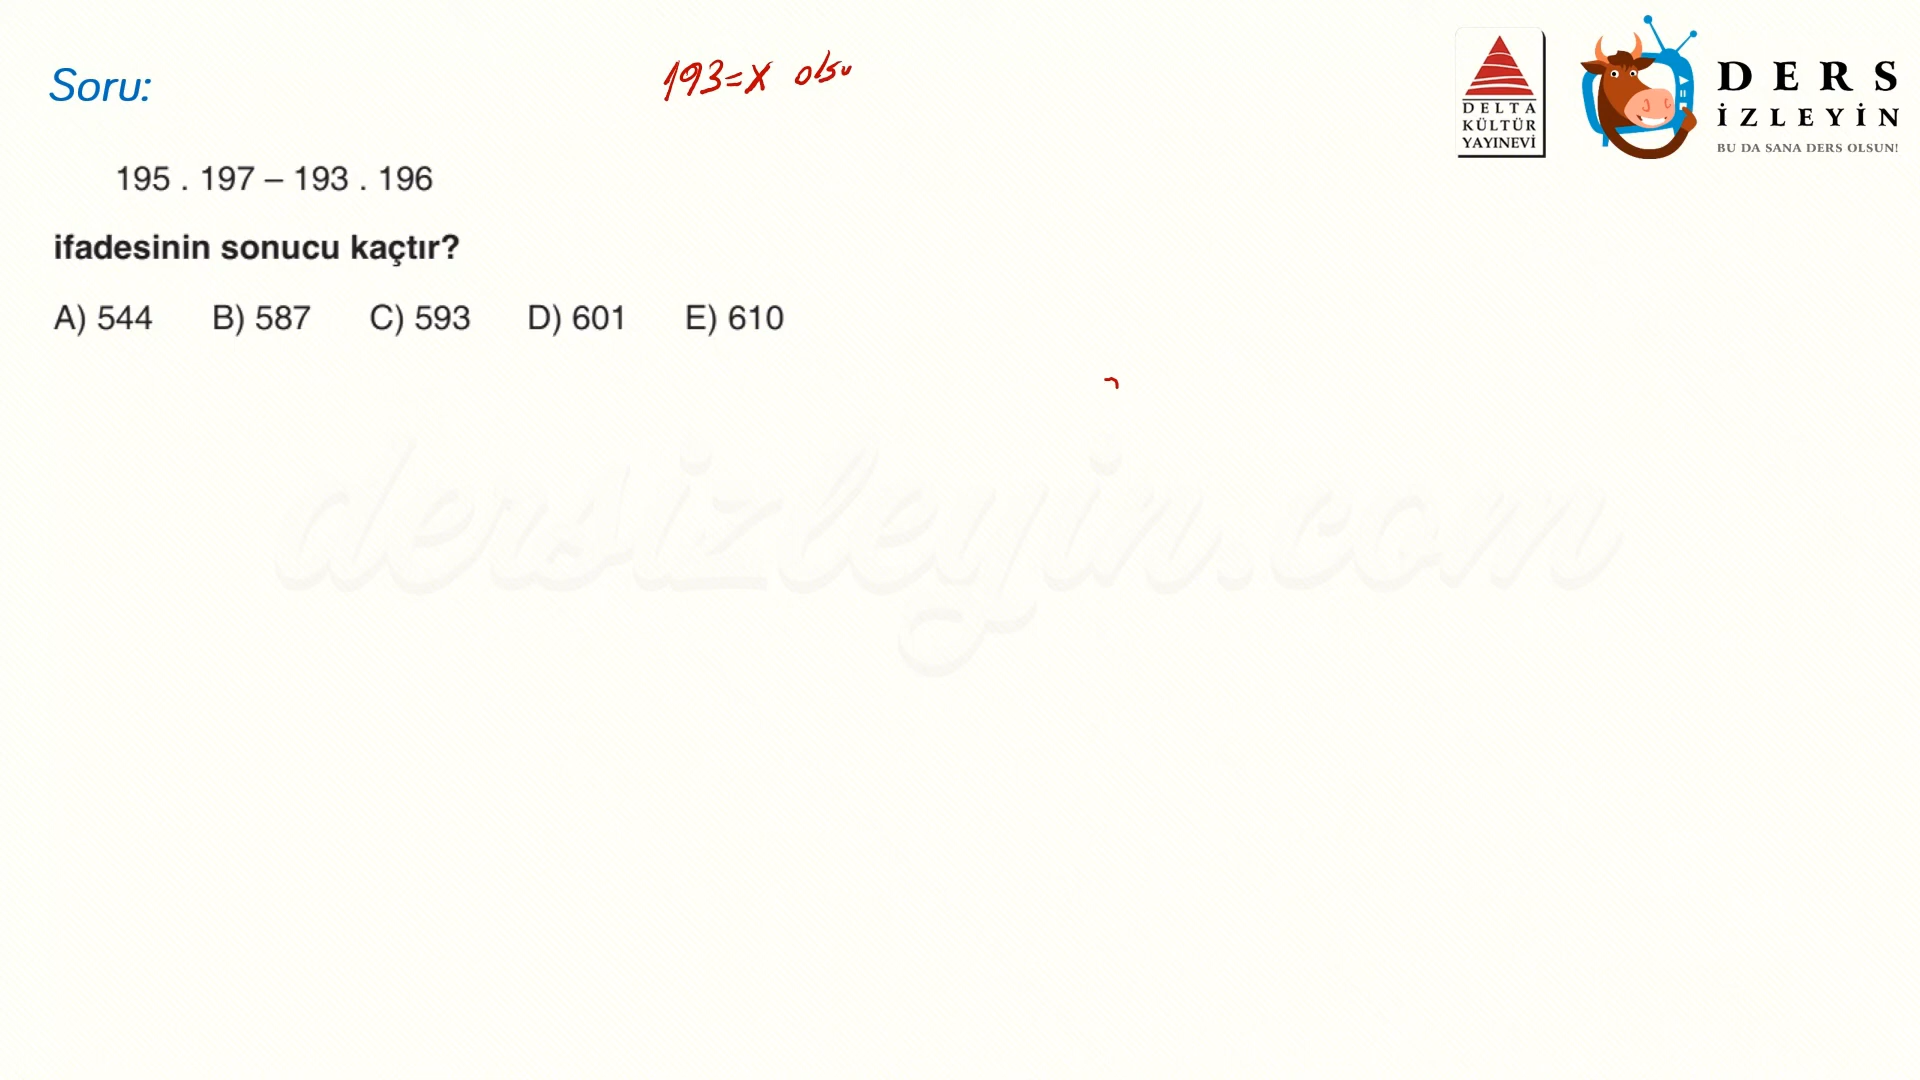 Soru:
193=x olsu
DELTA
KÜLTÜR
YAYINEVİ
DERS
İZLEYİN
BU DA SANA DERS OLSUN!
195 . 197 – 193 . 196
ifadesinin sonucu kaçtır?
A) 544 B) 587 C) 593 D) 601 E) 610
dersizleyin.com